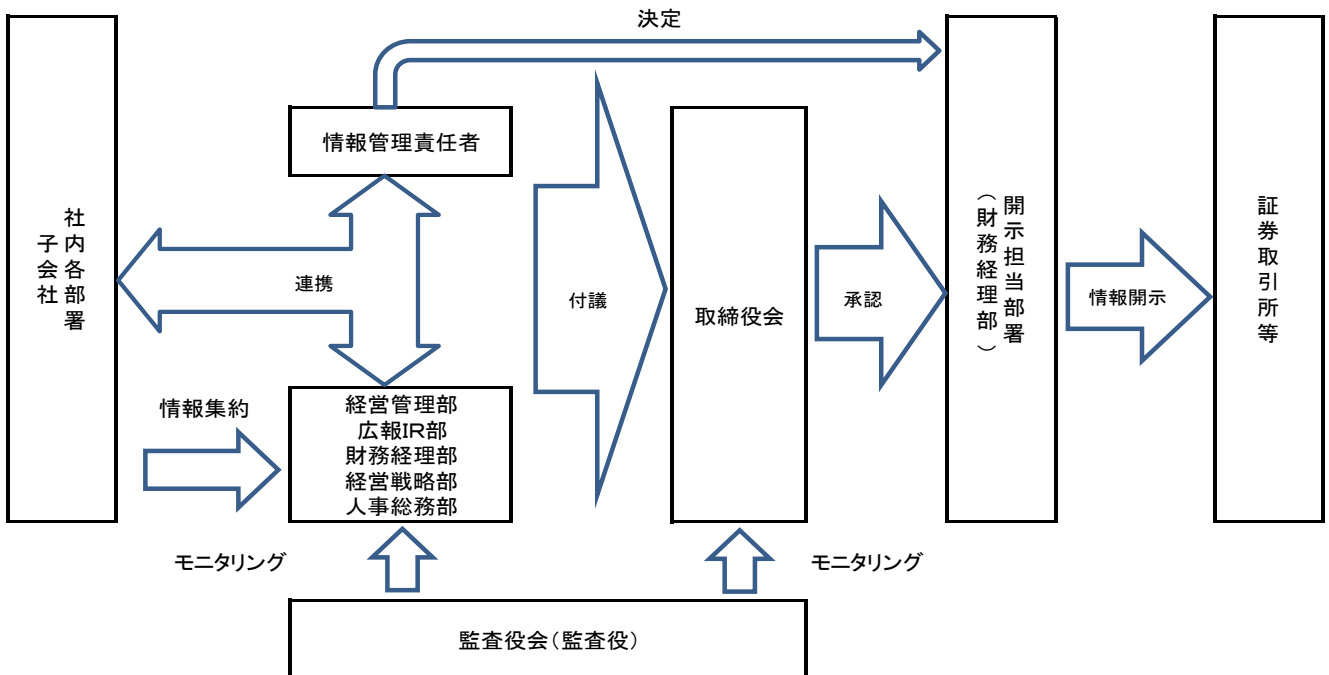 決定
情報管理責任者
社内各部署
子会社
連携
付議
取締役会
承認
開示担当部署
（財務経理部）
情報開示
証券取引所等
情報集約
経営管理部
広報IR部
財務経理部
経営戦略部
人事総務部
モニタリング
モニタリング
監査役会（監査役）